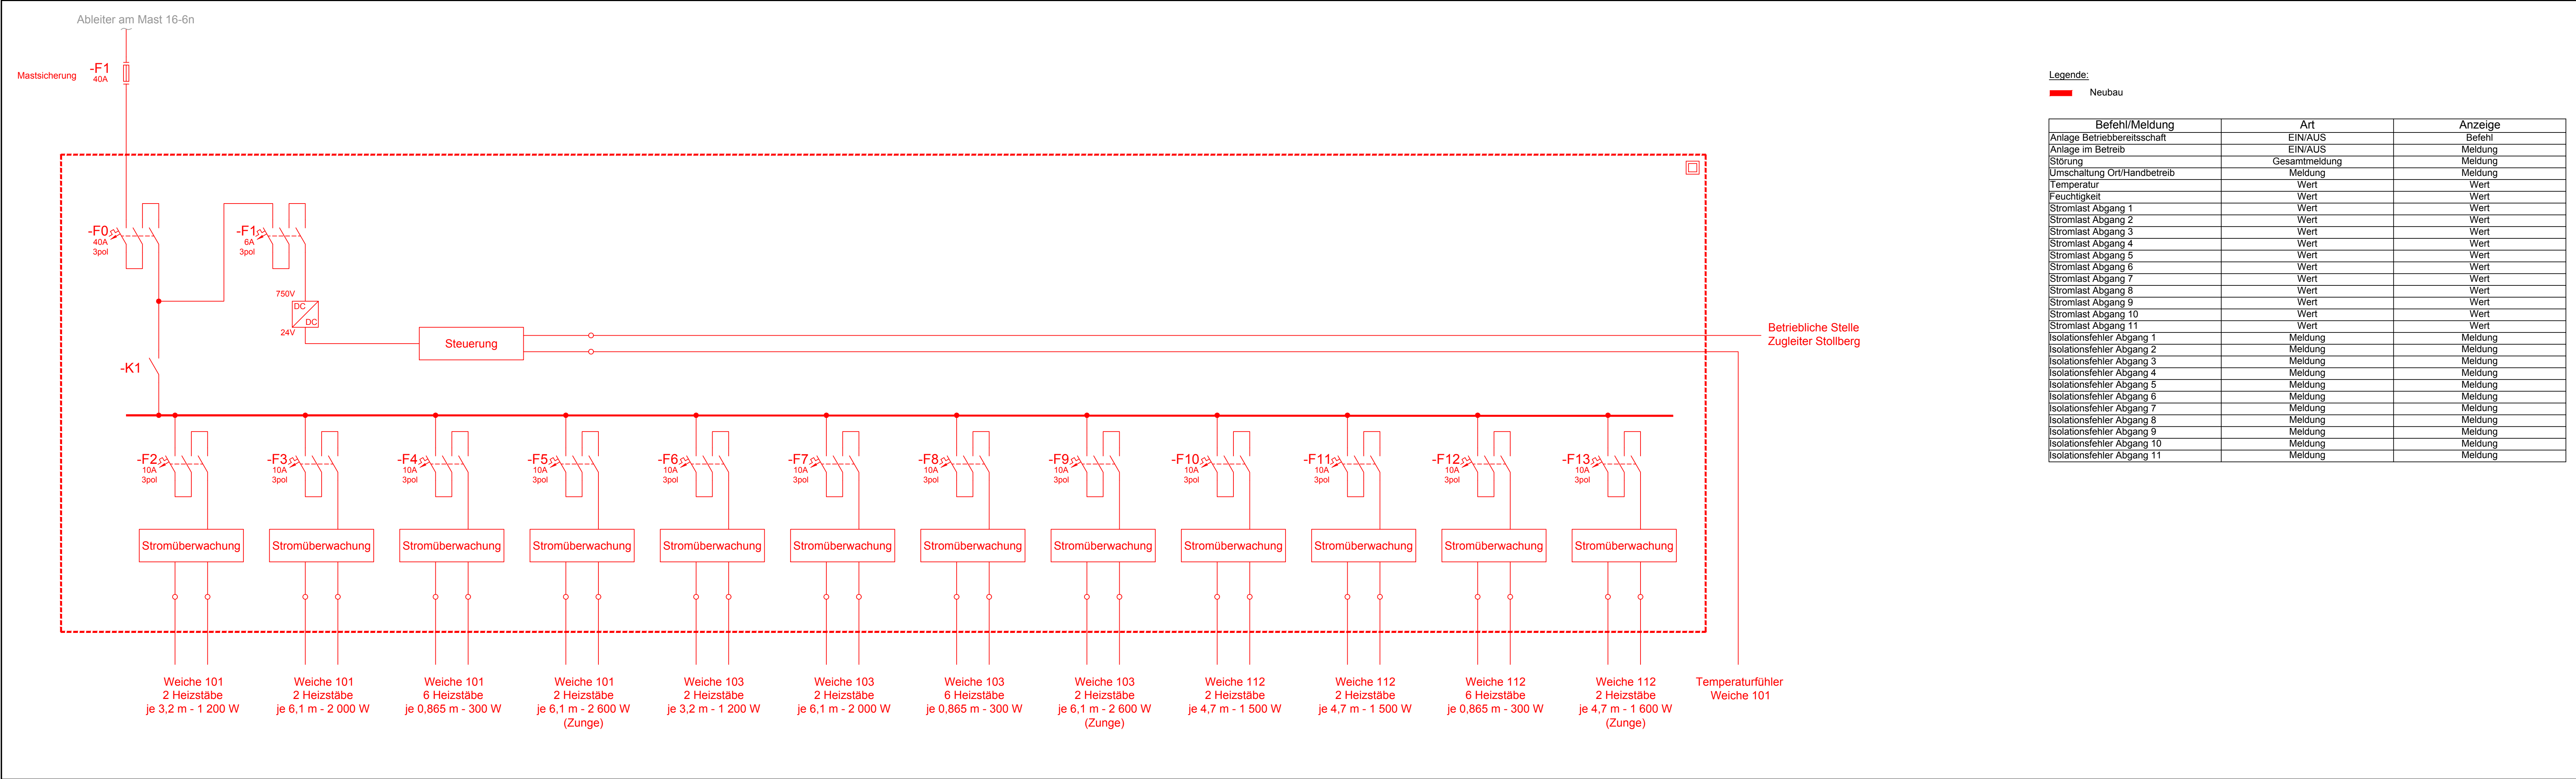 Ableiter am Mast 16-6n
Mastsicherung
-F1
40A
-F0
40A
3pol
-F1
6A
3pol
750V
DC
DC
24V
Steuerung
Betriebliche Stelle
Zugleiter Stollberg
-K1
-F2
10A
3pol
-F3
10A
3pol
-F4
10A
3pol
-F5
10A
3pol
-F6
10A
3pol
-F7
10A
3pol
-F8
10A
3pol
-F9
10A
3pol
-F10
10A
3pol
-F11
10A
3pol
-F12
10A
3pol
-F13
10A
3pol
Stromüberwachung
Stromüberwachung
Stromüberwachung
Stromüberwachung
Stromüberwachung
Stromüberwachung
Stromüberwachung
Stromüberwachung
Stromüberwachung
Stromüberwachung
Stromüberwachung
Stromüberwachung
Weiche 101
2 Heizstäbe
je 3,2 m - 1 200 W
Weiche 101
2 Heizstäbe
je 6,1 m - 2 000 W
Weiche 101
6 Heizstäbe
je 0,865 m - 300 W
Weiche 101
2 Heizstäbe
je 6,1 m - 2 600 W
(Zunge)
Weiche 103
2 Heizstäbe
je 3,2 m - 1 200 W
Weiche 103
2 Heizstäbe
je 6,1 m - 2 000 W
Weiche 103
6 Heizstäbe
je 0,865 m - 300 W
Weiche 103
2 Heizstäbe
je 6,1 m - 2 600 W
(Zunge)
Weiche 112
2 Heizstäbe
je 4,7 m - 1 500 W
Weiche 112
2 Heizstäbe
je 4,7 m - 1 500 W
Weiche 112
6 Heizstäbe
je 0,865 m - 300 W
Weiche 112
2 Heizstäbe
je 4,7 m - 1 600 W
(Zunge)
Temperaturfühler
Weiche 101
Legende:
Neubau
Befehl/Meldung Art Anzeige
Anlage Betriebbereitsschaft EIN/AUS Befehl
Anlage im Betreib EIN/AUS Meldung
Störung Gesamtmeldung Meldung
Umschaltung Ort/Handbetreib Meldung Meldung
Temperatur Wert Wert
Feuchtigkeit Wert Wert
Stromlast Abgang 1 Wert Wert
Stromlast Abgang 2 Wert Wert
Stromlast Abgang 3 Wert Wert
Stromlast Abgang 4 Wert Wert
Stromlast Abgang 5 Wert Wert
Stromlast Abgang 6 Wert Wert
Stromlast Abgang 7 Wert Wert
Stromlast Abgang 8 Wert Wert
Stromlast Abgang 9 Wert Wert
Stromlast Abgang 10 Wert Wert
Stromlast Abgang 11 Wert Wert
Isolationsfehler Abgang 1 Meldung Meldung
Isolationsfehler Abgang 2 Meldung Meldung
Isolationsfehler Abgang 3 Meldung Meldung
Isolationsfehler Abgang 4 Meldung Meldung
Isolationsfehler Abgang 5 Meldung Meldung
Isolationsfehler Abgang 6 Meldung Meldung
Isolationsfehler Abgang 7 Meldung Meldung
Isolationsfehler Abgang 8 Meldung Meldung
Isolationsfehler Abgang 9 Meldung Meldung
Isolationsfehler Abgang 10 Meldung Meldung
Isolationsfehler Abgang 11 Meldung Meldung